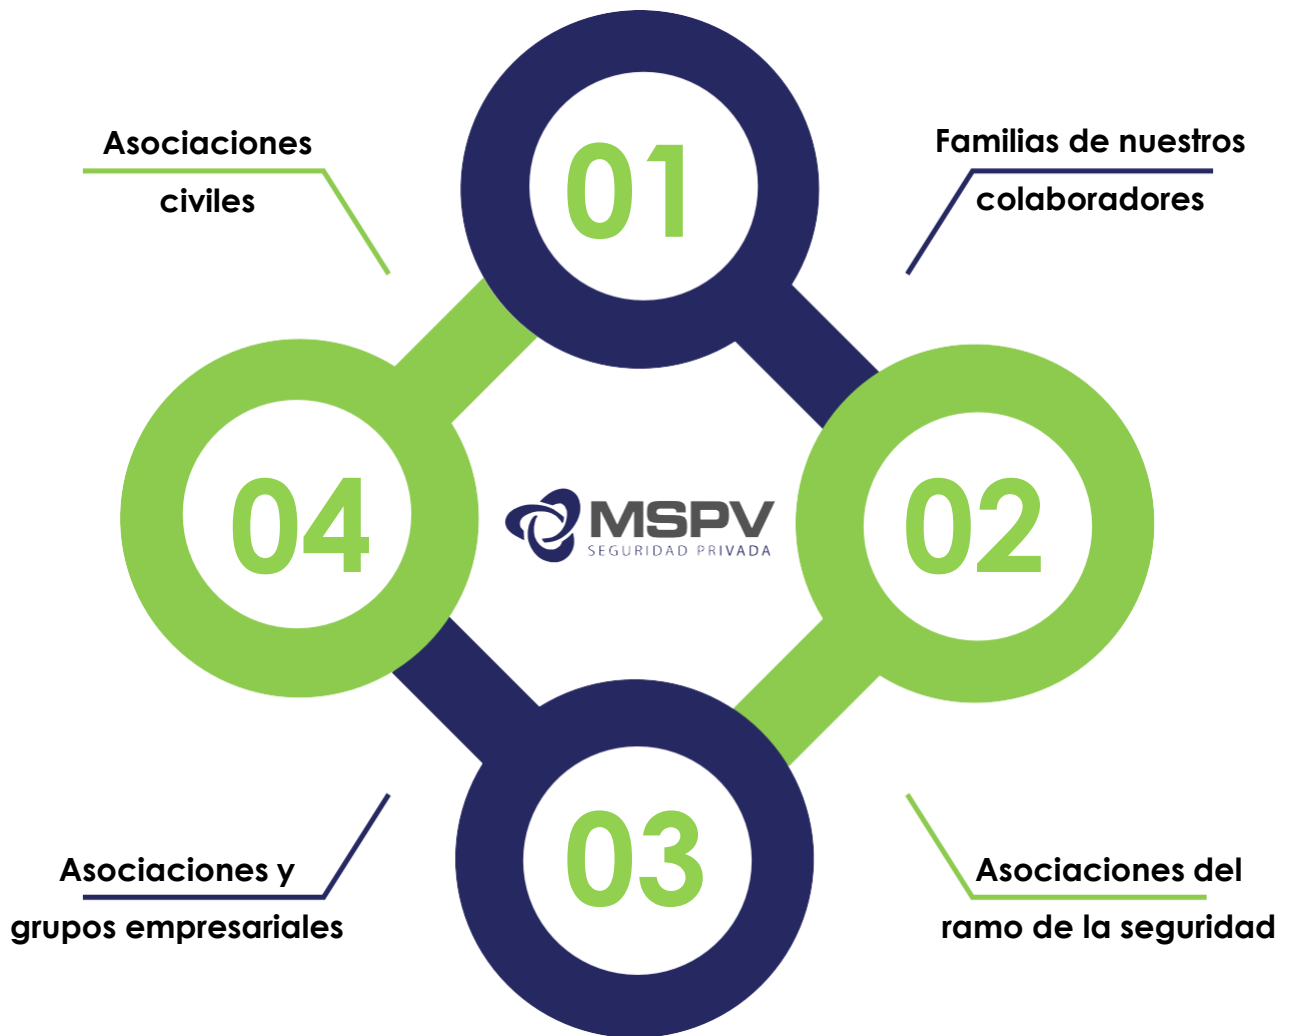 01
Asociaciones
civiles
Familias de nuestros
colaboradores
04
MSPV
SEGURIDAD PRIVADA
02
03
Asociaciones y
grupos empresariales
Asociaciones del
ramo de la seguridad